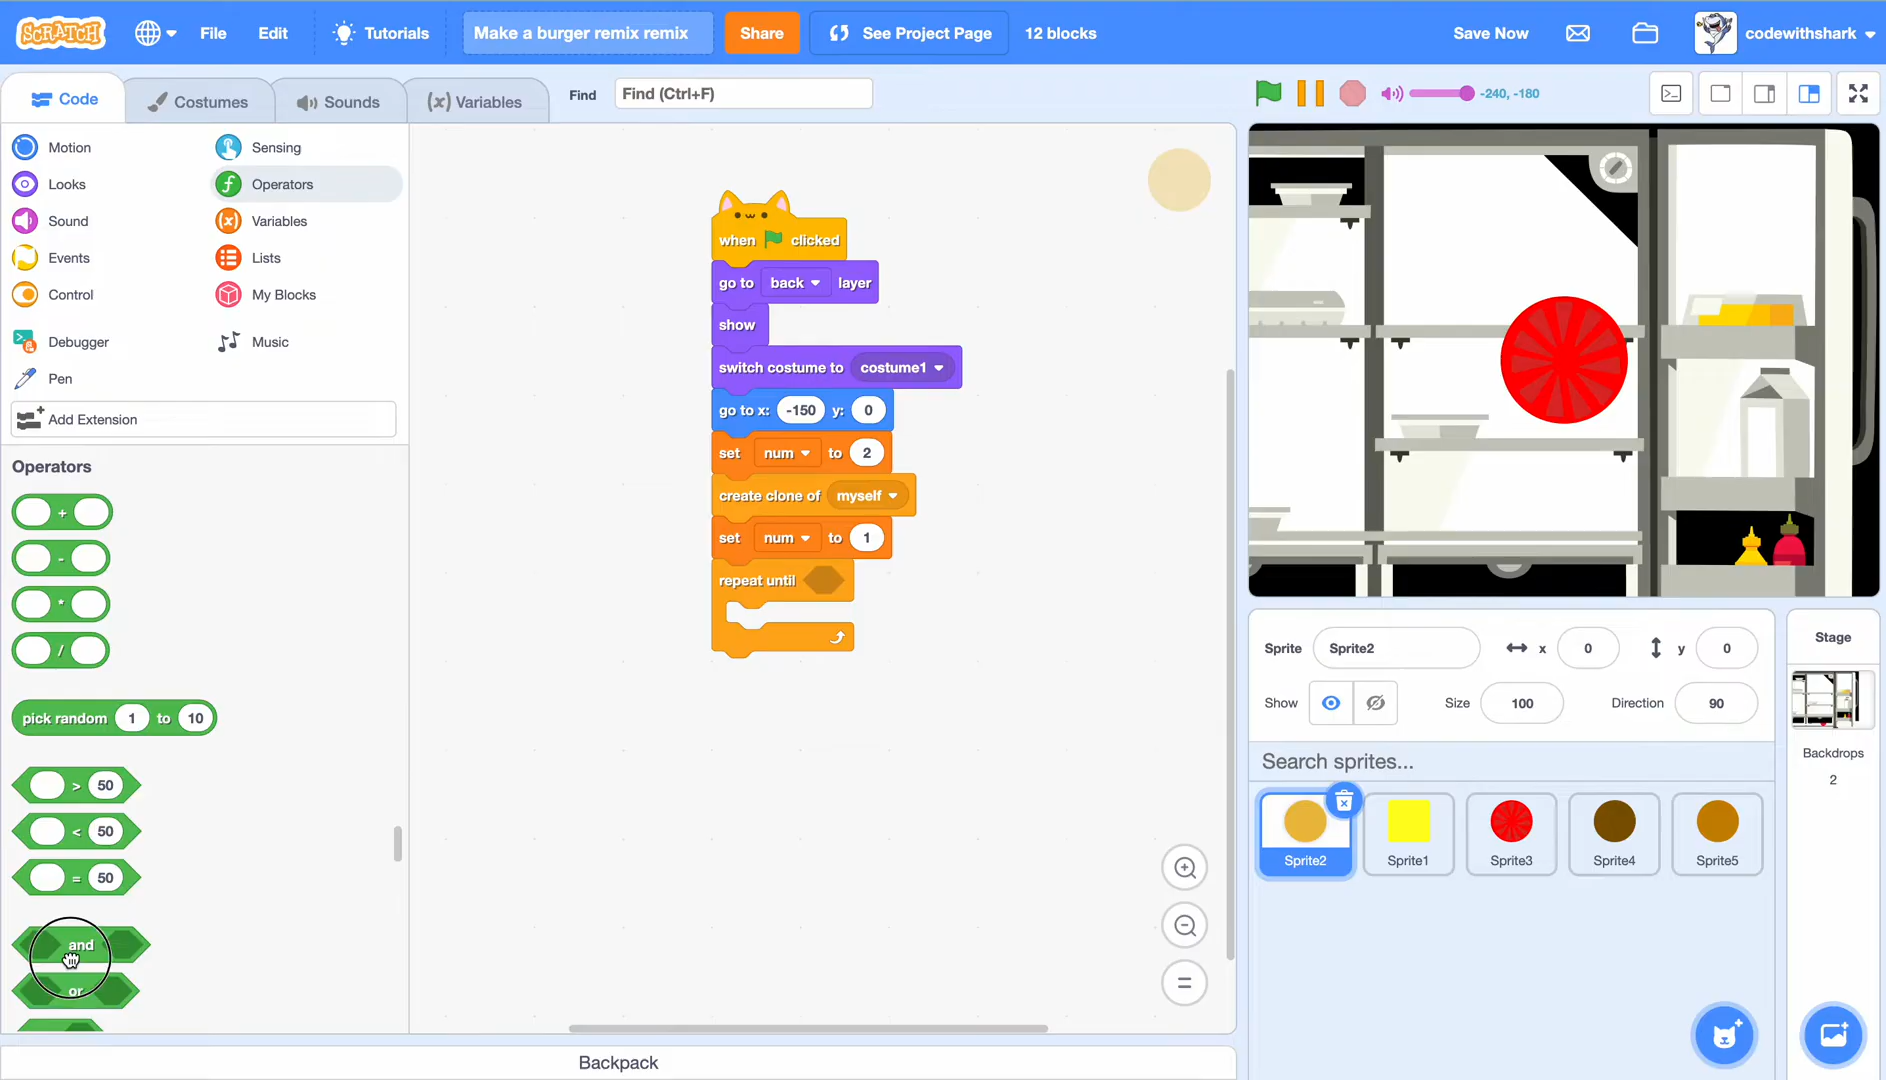 SCRATCH File Edit Tutorials Make a burger remix remix Share See Project Page 12 blocks Save Now codewithshark
Code Costumes Sounds (x) Variables Find Find (Ctrl+F) -240, -180
Motion Sensing
Looks Operators
Sound Variables
Events Lists
Control My Blocks
Debugger Music
Pen
Add Extension
Operators
+
-
*
/
pick random 1 to 10
> 50
< 50
= 50
and
or
when clicked
go to back layer
show
switch costume to costume1
go to x: -150 y: 0
set num to 2
create clone of myself
set num to 1
repeat until
Sprite Sprite2 x 0 y 0
Show Size 100 Direction 90
Search sprites...
Sprite2 Sprite1 Sprite3 Sprite4 Sprite5
Stage
Backdrops
2
Backpack